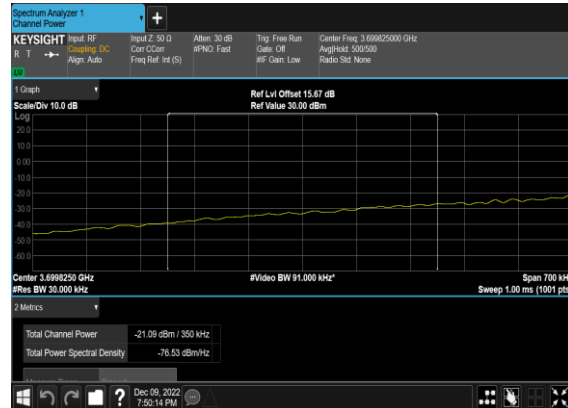 Spectrum Analyzer 1
Channel Power
+
KEYSIGHT Input: RF Input Z: 50 Ω Atten: 30 dB Trig: Free Run Center Freq: 3.699825000 GHz
R T Coupling: DC Corr CCorr #PNO: Fast Gate: Off Avg|Hold: 500/500
Align: Auto Freq Ref: Int (S) #IF Gain: Low Radio Std: None
1 Graph
Ref Lvl Offset 15.67 dB
Scale/Div 10.0 dB Ref Value 30.00 dBm
Log
20.0
10.0
0.00
-10.0
-20.0
-30.0
-40.0
-50.0
-60.0
Center 3.6998250 GHz #Video BW 91.000 kHz* Span 700 kH
#Res BW 30.000 kHz Sweep 1.00 ms (1001 pts
2 Metrics
Total Channel Power -21.09 dBm / 350 kHz
Total Power Spectral Density -76.53 dBm/Hz
? Dec 09, 2022
7:50:14 PM